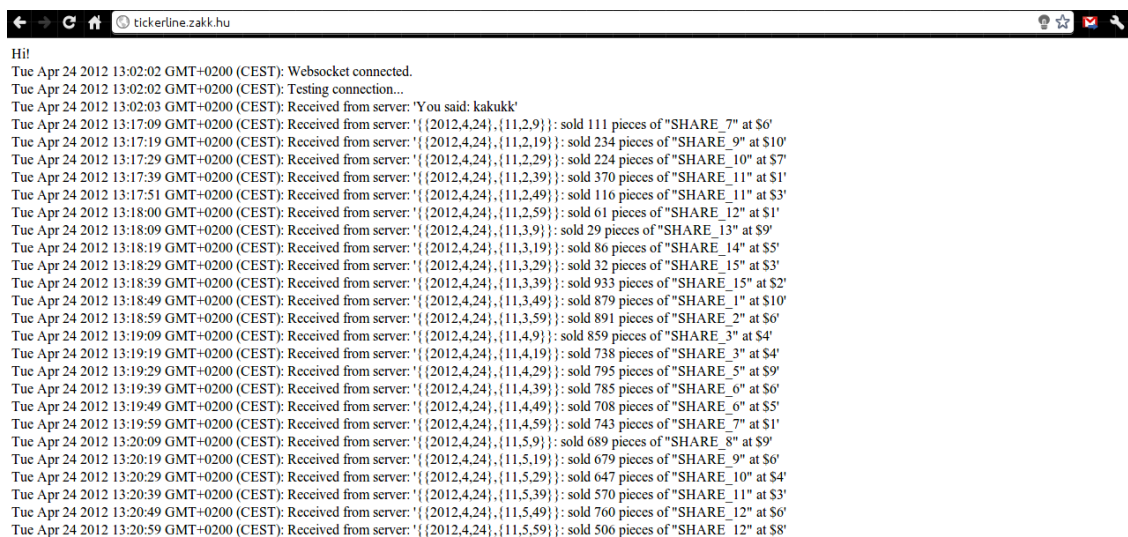 tickerline.zakk.hu
Hi!
Tue Apr 24 2012 13:02:02 GMT+0200 (CEST): Websocket connected.
Tue Apr 24 2012 13:02:02 GMT+0200 (CEST): Testing connection...
Tue Apr 24 2012 13:02:03 GMT+0200 (CEST): Received from server: 'You said: kakukk'
Tue Apr 24 2012 13:17:09 GMT+0200 (CEST): Received from server: '{{2012,4,24},{11,2,9}}: sold 111 pieces of "SHARE_7" at $6'
Tue Apr 24 2012 13:17:19 GMT+0200 (CEST): Received from server: '{{2012,4,24},{11,2,19}}: sold 234 pieces of "SHARE_9" at $10'
Tue Apr 24 2012 13:17:29 GMT+0200 (CEST): Received from server: '{{2012,4,24},{11,2,29}}: sold 224 pieces of "SHARE_10" at $7'
Tue Apr 24 2012 13:17:39 GMT+0200 (CEST): Received from server: '{{2012,4,24},{11,2,39}}: sold 370 pieces of "SHARE_11" at $1'
Tue Apr 24 2012 13:17:51 GMT+0200 (CEST): Received from server: '{{2012,4,24},{11,2,49}}: sold 116 pieces of "SHARE_11" at $3'
Tue Apr 24 2012 13:18:00 GMT+0200 (CEST): Received from server: '{{2012,4,24},{11,2,59}}: sold 61 pieces of "SHARE_12" at $1'
Tue Apr 24 2012 13:18:09 GMT+0200 (CEST): Received from server: '{{2012,4,24},{11,3,9}}: sold 29 pieces of "SHARE_13" at $9'
Tue Apr 24 2012 13:18:19 GMT+0200 (CEST): Received from server: '{{2012,4,24},{11,3,19}}: sold 86 pieces of "SHARE_14" at $5'
Tue Apr 24 2012 13:18:29 GMT+0200 (CEST): Received from server: '{{2012,4,24},{11,3,29}}: sold 32 pieces of "SHARE_15" at $3'
Tue Apr 24 2012 13:18:39 GMT+0200 (CEST): Received from server: '{{2012,4,24},{11,3,39}}: sold 933 pieces of "SHARE_15" at $2'
Tue Apr 24 2012 13:18:49 GMT+0200 (CEST): Received from server: '{{2012,4,24},{11,3,49}}: sold 879 pieces of "SHARE_1" at $10'
Tue Apr 24 2012 13:18:59 GMT+0200 (CEST): Received from server: '{{2012,4,24},{11,3,59}}: sold 891 pieces of "SHARE_2" at $6'
Tue Apr 24 2012 13:19:09 GMT+0200 (CEST): Received from server: '{{2012,4,24},{11,4,9}}: sold 859 pieces of "SHARE_3" at $4'
Tue Apr 24 2012 13:19:19 GMT+0200 (CEST): Received from server: '{{2012,4,24},{11,4,19}}: sold 738 pieces of "SHARE_3" at $4'
Tue Apr 24 2012 13:19:29 GMT+0200 (CEST): Received from server: '{{2012,4,24},{11,4,29}}: sold 795 pieces of "SHARE_5" at $9'
Tue Apr 24 2012 13:19:39 GMT+0200 (CEST): Received from server: '{{2012,4,24},{11,4,39}}: sold 785 pieces of "SHARE_6" at $6'
Tue Apr 24 2012 13:19:49 GMT+0200 (CEST): Received from server: '{{2012,4,24},{11,4,49}}: sold 708 pieces of "SHARE_6" at $5'
Tue Apr 24 2012 13:19:59 GMT+0200 (CEST): Received from server: '{{2012,4,24},{11,4,59}}: sold 743 pieces of "SHARE_7" at $1'
Tue Apr 24 2012 13:20:09 GMT+0200 (CEST): Received from server: '{{2012,4,24},{11,5,9}}: sold 689 pieces of "SHARE_8" at $9'
Tue Apr 24 2012 13:20:19 GMT+0200 (CEST): Received from server: '{{2012,4,24},{11,5,19}}: sold 679 pieces of "SHARE_9" at $6'
Tue Apr 24 2012 13:20:29 GMT+0200 (CEST): Received from server: '{{2012,4,24},{11,5,29}}: sold 647 pieces of "SHARE_10" at $4'
Tue Apr 24 2012 13:20:39 GMT+0200 (CEST): Received from server: '{{2012,4,24},{11,5,39}}: sold 570 pieces of "SHARE_11" at $3'
Tue Apr 24 2012 13:20:49 GMT+0200 (CEST): Received from server: '{{2012,4,24},{11,5,49}}: sold 760 pieces of "SHARE_12" at $6'
Tue Apr 24 2012 13:20:59 GMT+0200 (CEST): Received from server: '{{2012,4,24},{11,5,59}}: sold 506 pieces of "SHARE_12" at $8'